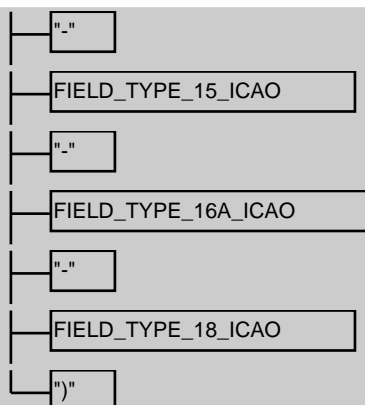 "-"
FIELD_TYPE_15_ICAO
"-"
FIELD_TYPE_16A_ICAO
"-"
FIELD_TYPE_18_ICAO
")"